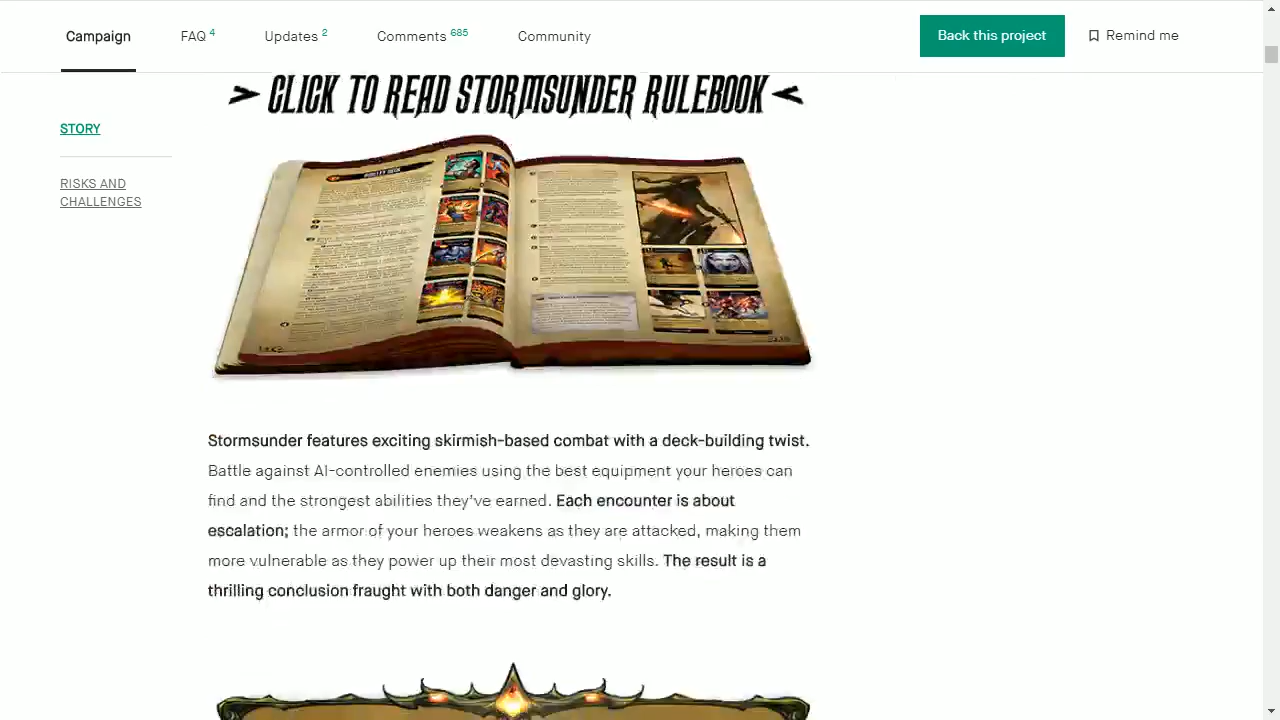 Campaign
FAQ 4
Updates 2
Comments 685
Community
Back this project
Remind me
> CLICK TO READ STORMSUNDER RULEBOOK <
STORY
RISKS AND
CHALLENGES
Stormsunder features exciting skirmish-based combat with a deck-building twist.
Battle against AI-controlled enemies using the best equipment your heroes can
find and the strongest abilities they've earned. Each encounter is about
escalation; the armor of your heroes weakens as they are attacked, making them
more vulnerable as they power up their most devasting skills. The result is a
thrilling conclusion fraught with both danger and glory.